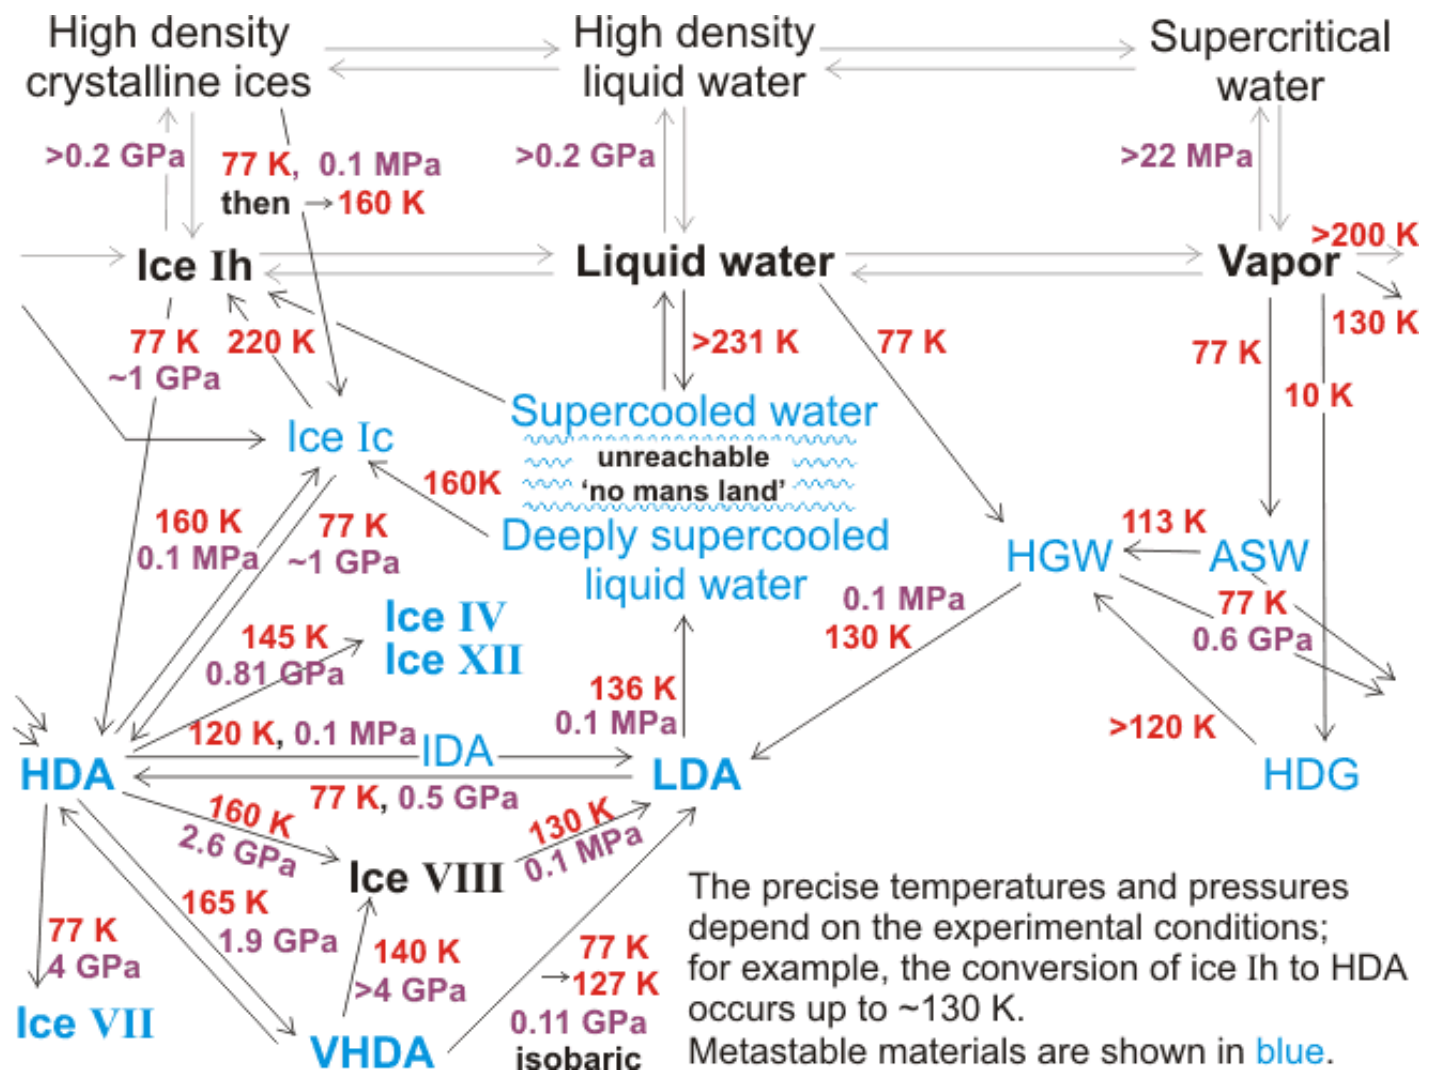 High density
crystalline ices
High density
liquid water
Supercritical
water
>0.2 GPa
77 K, 0.1 MPa
then →160 K
>0.2 GPa
>22 MPa
Ice Ih
Liquid water
Vapor
>200 K
130 K
77 K
~1 GPa
220 K
>231 K
77 K
77 K
10 K
Ice Ic
Supercooled water
unreachable
‘no mans land’
Deeply supercooled
liquid water
160K
160 K
0.1 MPa
77 K
~1 GPa
HGW
113 K
ASW
77 K
0.6 GPa
0.1 MPa
130 K
Ice IV
Ice XII
145 K
0.81 GPa
136 K
0.1 MPa
>120 K
120 K, 0.1 MPa
IDA
HDA
LDA
HDG
77 K, 0.5 GPa
160 K
2.6 GPa
130 K
0.1 MPa
Ice VIII
165 K
1.9 GPa
77 K
4 GPa
140 K
>4 GPa
77 K
→127 K
0.11 GPa
isobaric
Ice VII
VHDA
The precise temperatures and pressures
depend on the experimental conditions;
for example, the conversion of ice Ih to HDA
occurs up to ~130 K.
Metastable materials are shown in blue.